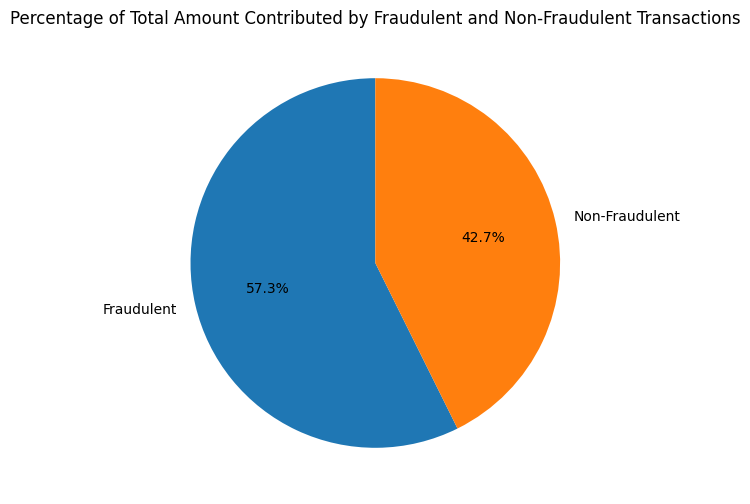 Percentage of Total Amount Contributed by Fraudulent and Non-Fraudulent Transactions
Non-Fraudulent
42.7%
57.3%
Fraudulent